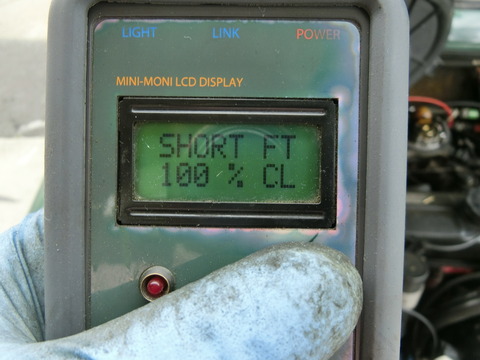 LIGHT LINK POWER
MINI-MONI LCD DISPLAY
SHORT FT
100 % CL